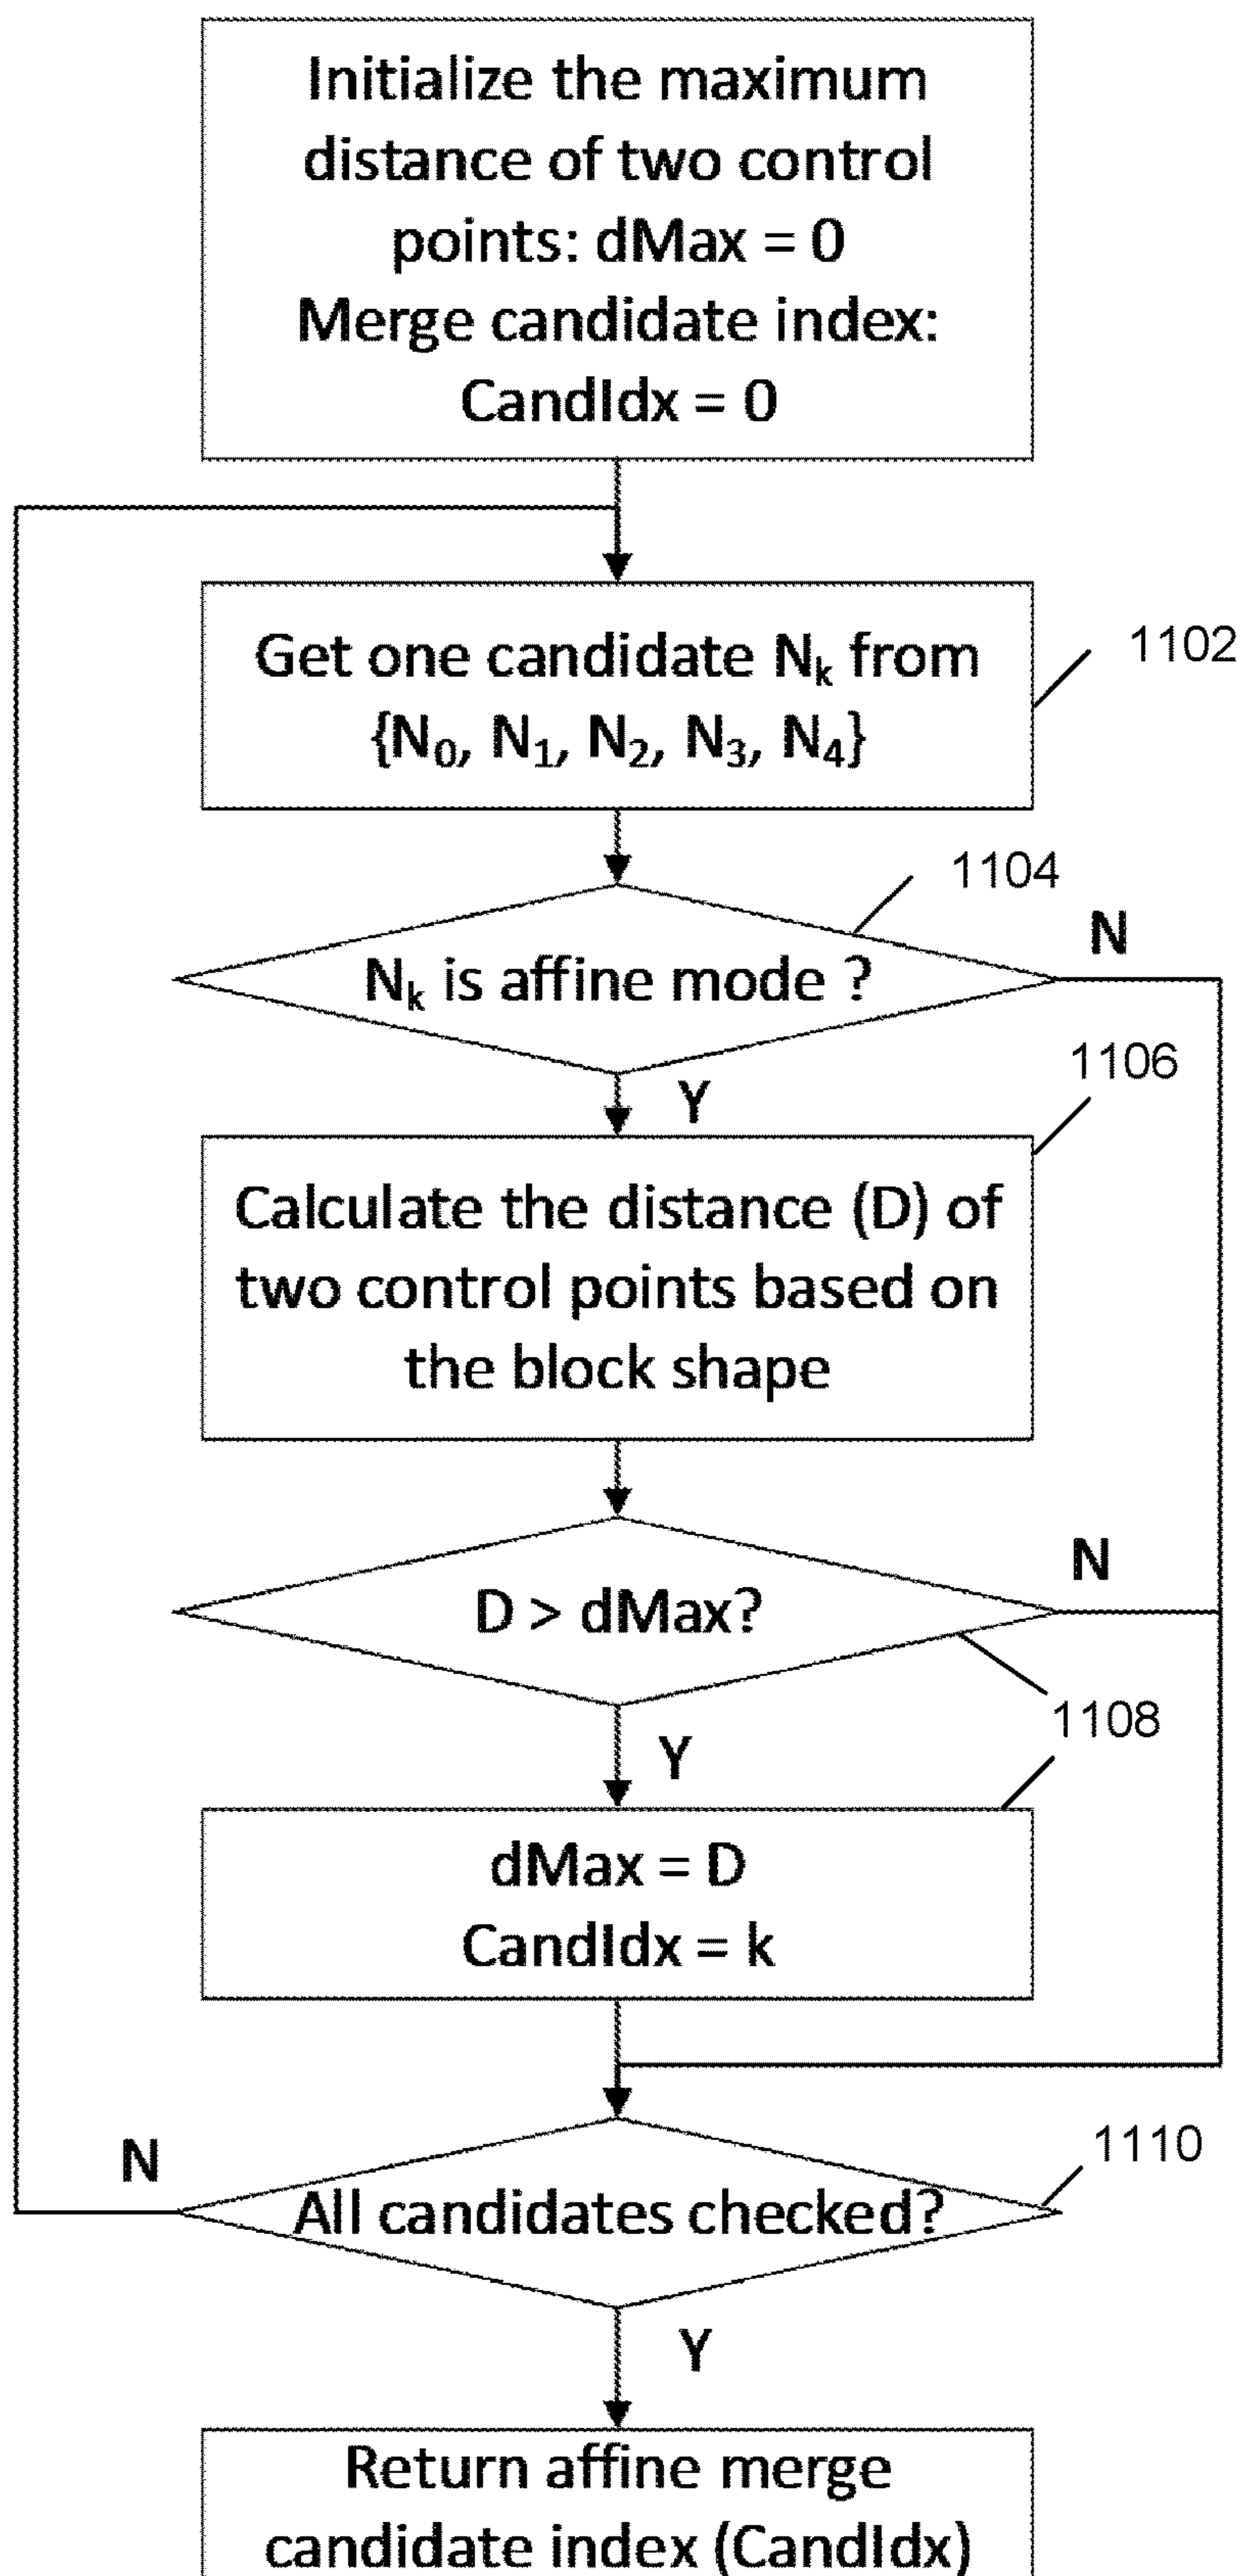 Initialize the maximum
distance of two control
points: dMax = 0
Merge candidate index:
CandIdx = 0
Get one candidate Nk from
{N0, N1, N2, N3, N4}
1102
1104
Nk is affine mode ?
N
Y
1106
Calculate the distance (D) of
two control points based on
the block shape
D > dMax?
N
Y
1108
dMax = D
CandIdx = k
1110
All candidates checked?
N
Y
Return affine merge
candidate index (CandIdx)